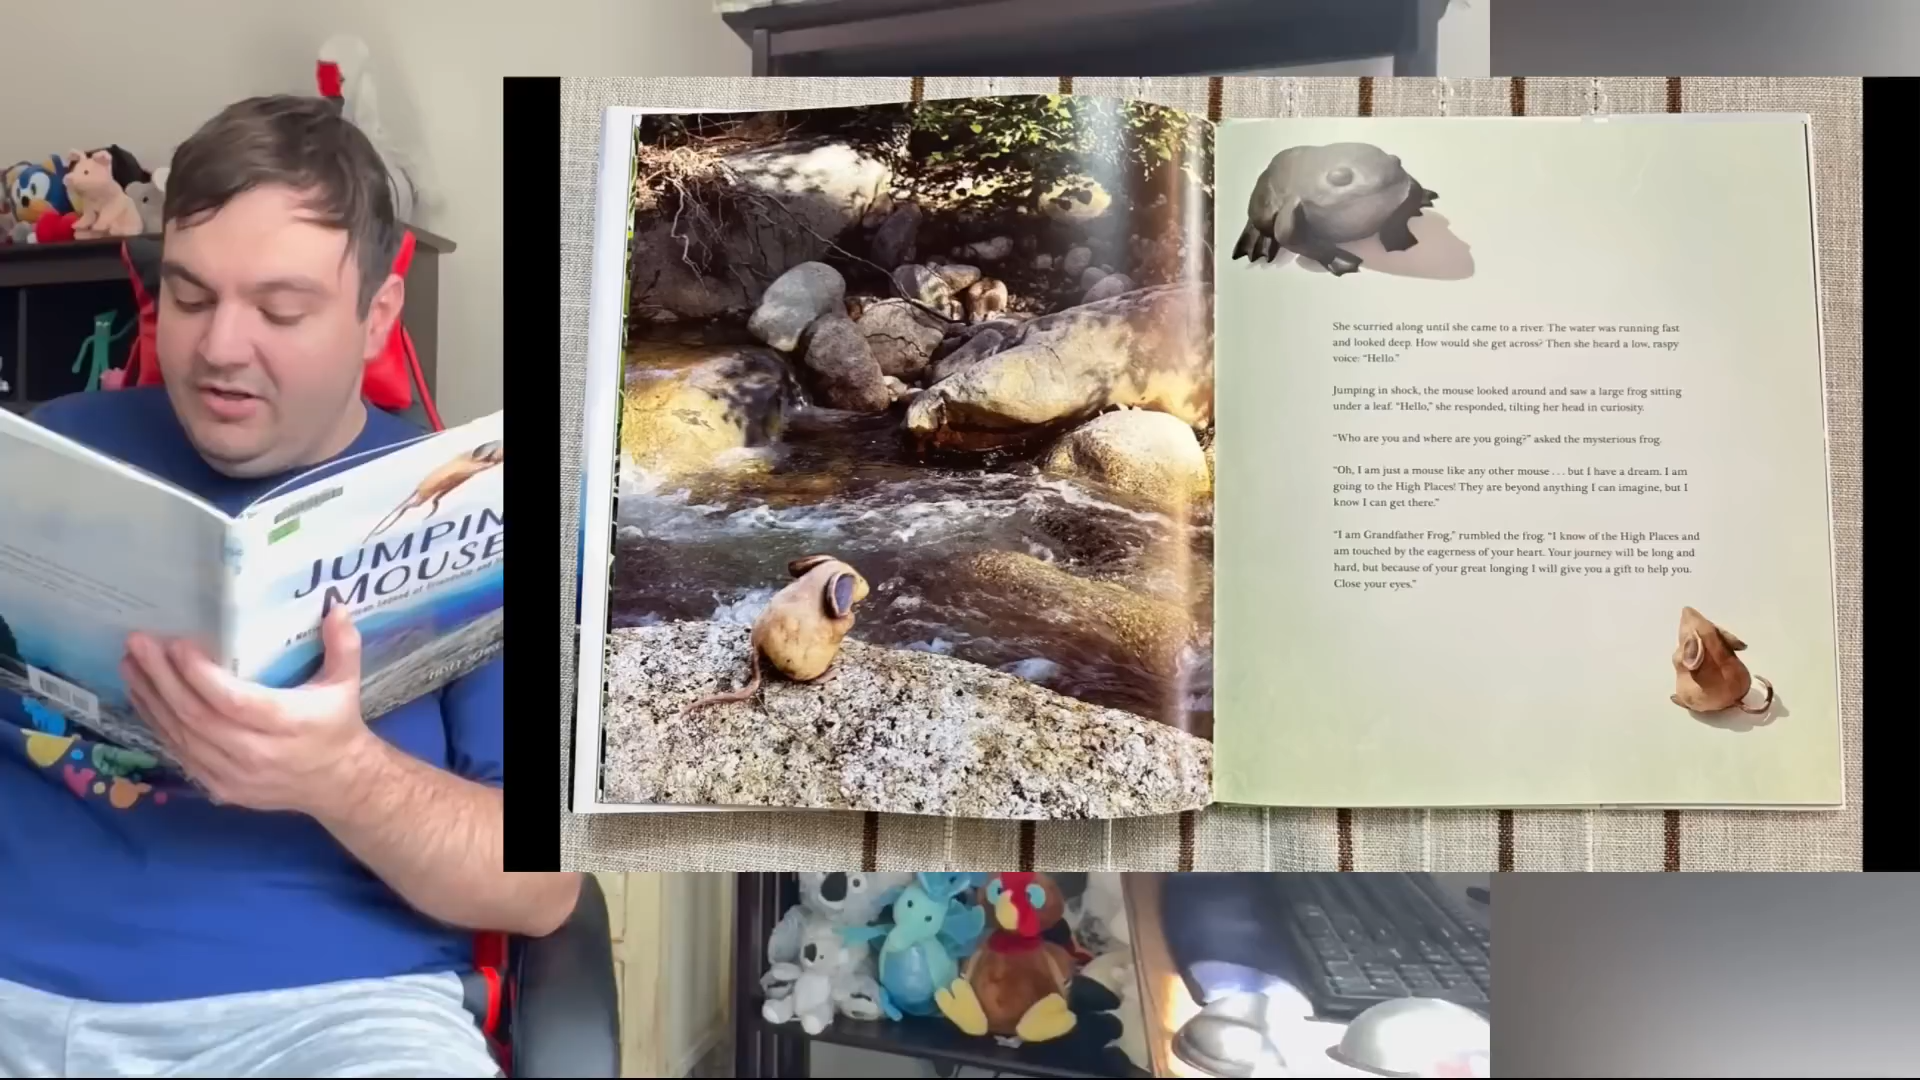 JUMPIN
MOUSE
She scurried along until she came to a river. The water was running fast
and looked deep. How would she get across? Then she heard a low, raspy
voice: “Hello.”
Jumping in shock, the mouse looked around and saw a large frog sitting
under a leaf. “Hello,” she responded, tilting her head in curiosity.
“Who are you and where are you going?” asked the mysterious frog.
“Oh, I am just a mouse like any other mouse . . . but I have a dream. I am
going to the High Places! They are beyond anything I can imagine, but I
know I can get there.”
“I am Grandfather Frog,” rumbled the frog. “I know of the High Places and
am touched by the eagerness of your heart. Your journey will be long and
hard, but because of your great longing I will give you a gift to help you.
Close your eyes.”